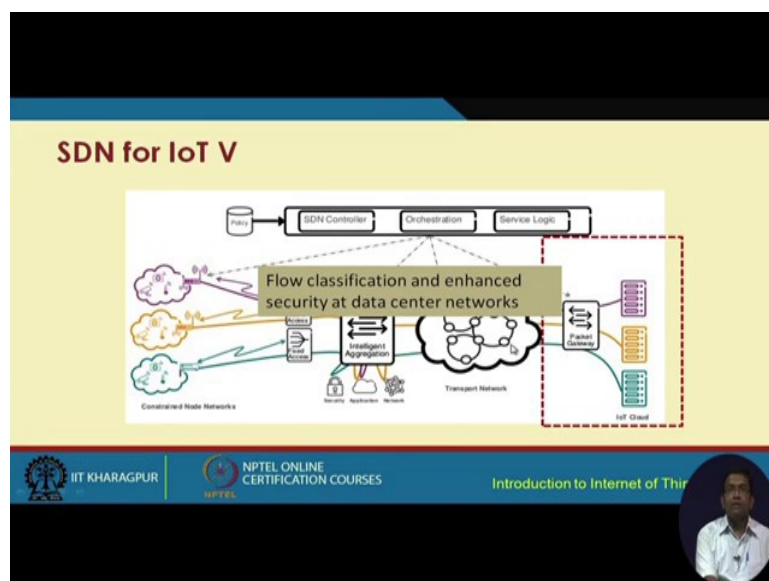 SDN for IoT V
Policy
SDN Controller
Orchestration
Service Logic
Flow classification and enhanced
security at data center networks
Access
Fixed
Access
Intelligent
Aggregation
Packet
Gateway
Security
Application
Network
Transport Network
Constrained Node Networks
IoT Cloud
IIT KHARAGPUR
NPTEL
NPTEL ONLINE
CERTIFICATION COURSES
Introduction to Internet of Thin